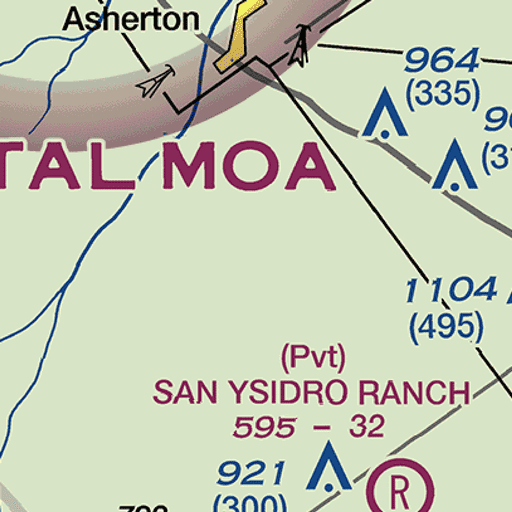 Asherton
964
(335)
TAL MOA
1104
(495)
(Pvt)
SAN YSIDRO RANCH
595 - 32
921
(300)
R